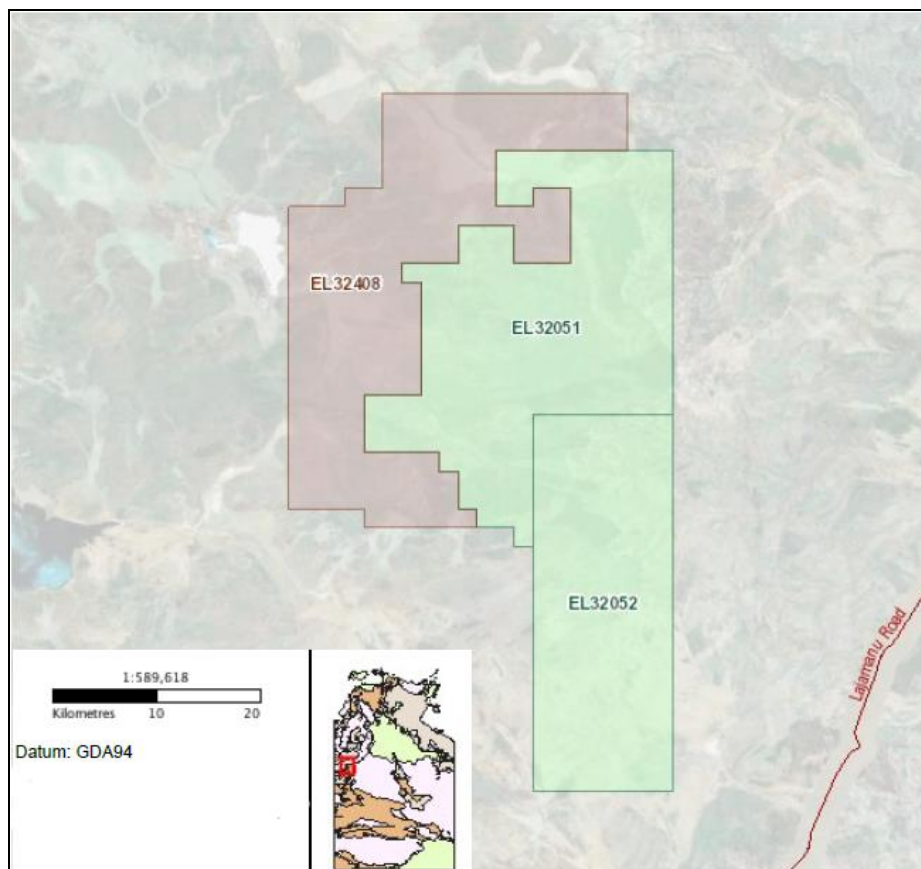 EL32408
EL32051
EL32052
Lajamanu Road
1:589,618
Kilometres 10 20
Datum: GDA94